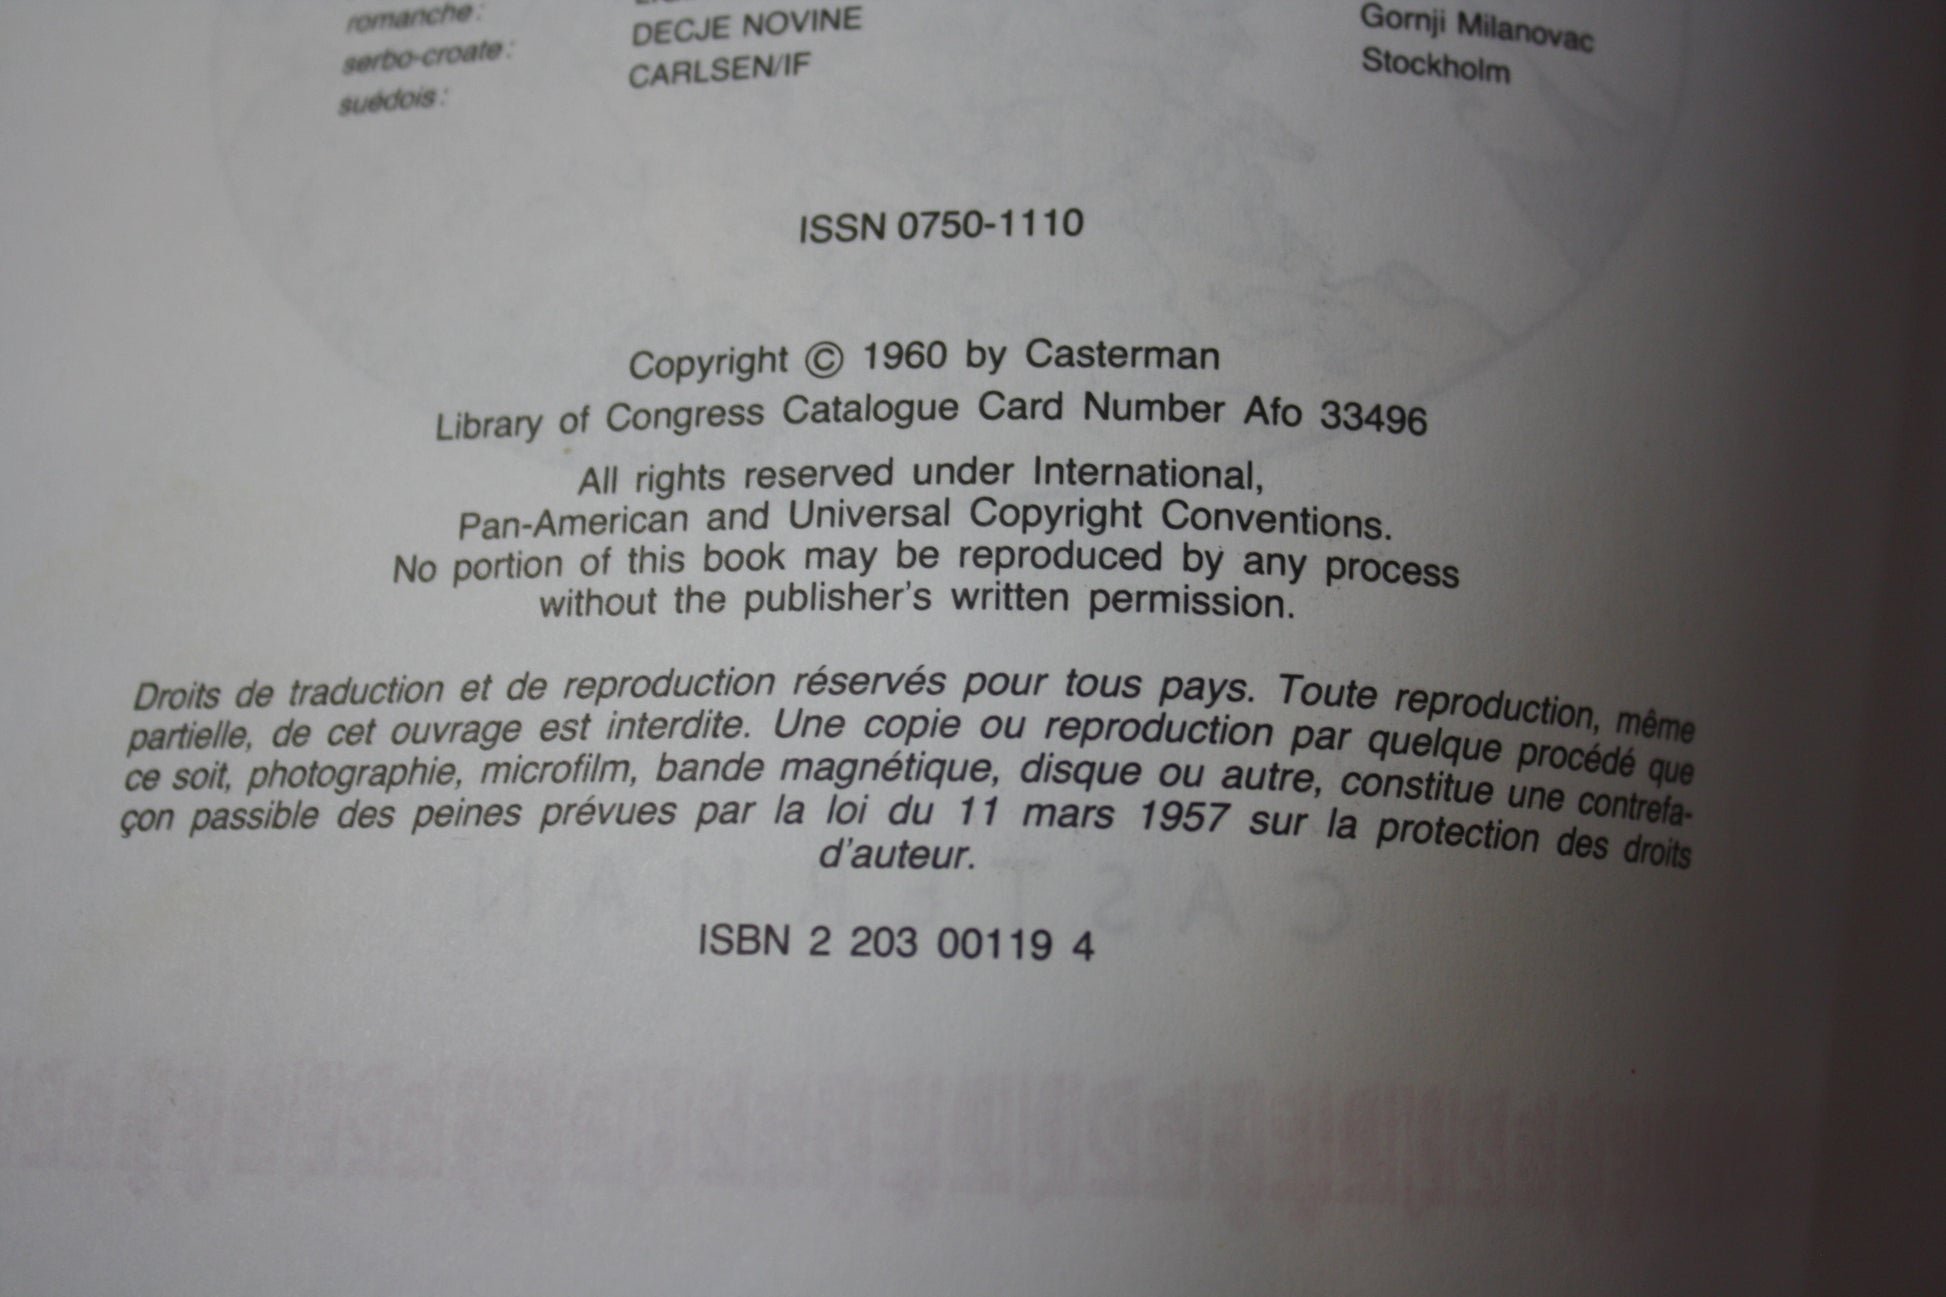 romanche:
serbo-croate: DECJE NOVINE Gornji Milanovac
suédois: CARLSEN/IF Stockholm
ISSN 0750-1110
Copyright © 1960 by Casterman
Library of Congress Catalogue Card Number Afo 33496
All rights reserved under International,
Pan-American and Universal Copyright Conventions.
No portion of this book may be reproduced by any process
without the publisher's written permission.
Droits de traduction et de reproduction réservés pour tous pays. Toute reproduction, même
partielle, de cet ouvrage est interdite. Une copie ou reproduction par quelque procédé que
ce soit, photographie, microfilm, bande magnétique, disque ou autre, constitue une contrefa-
çon passible des peines prévues par la loi du 11 mars 1957 sur la protection des droits
d'auteur.
CASTERMAN
ISBN 2 203 00119 4